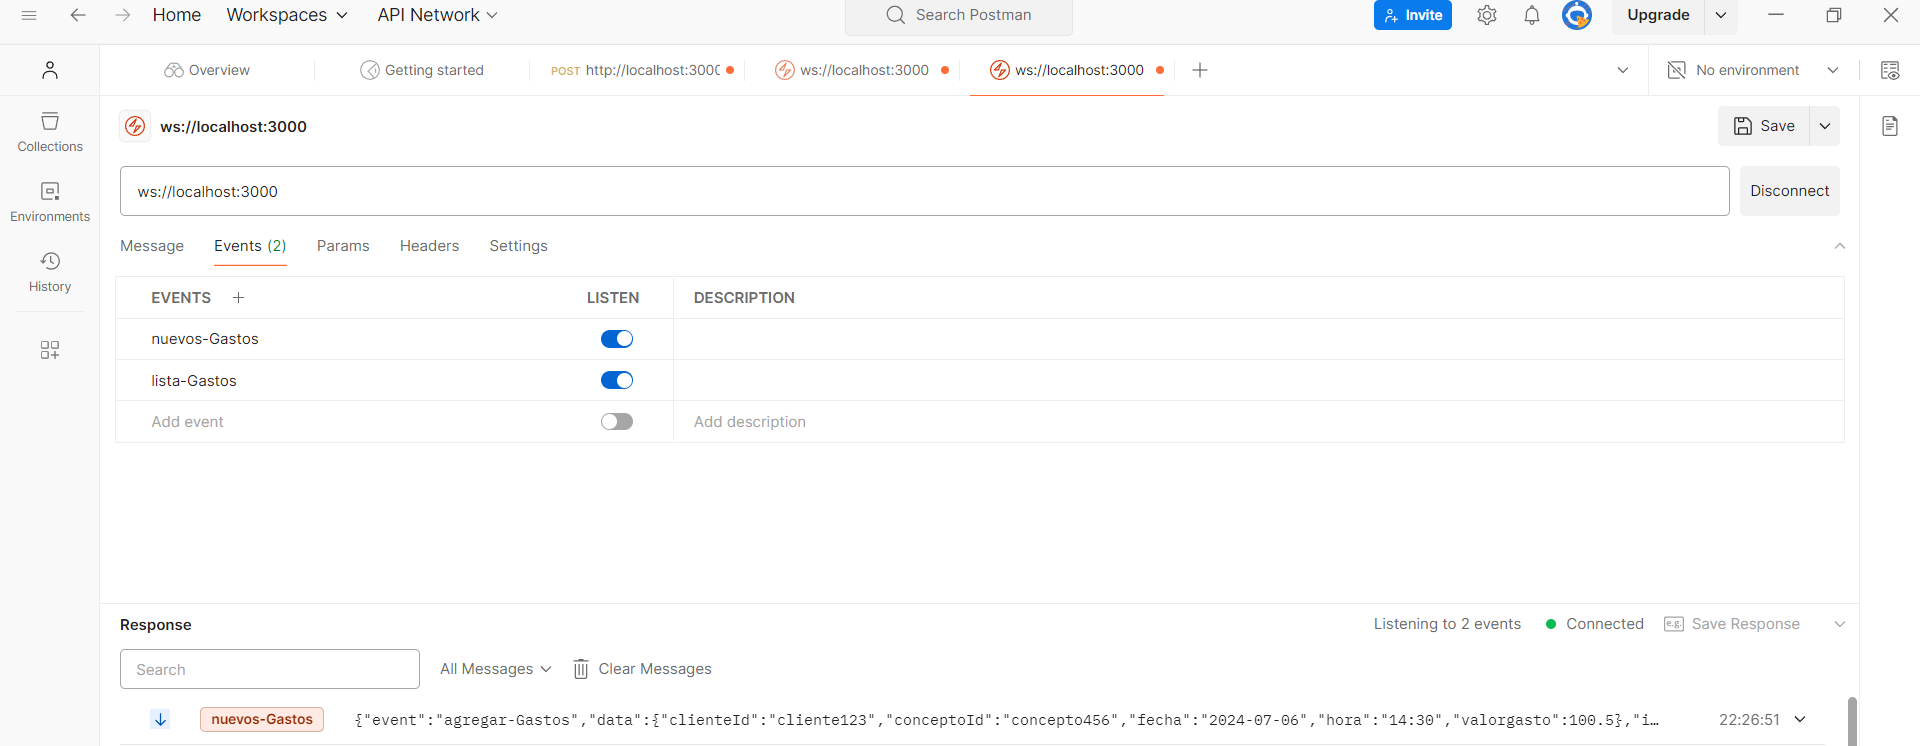 Home Workspaces API Network Search Postman Invite Upgrade
Overview Getting started POST http://localhost:3000 ws://localhost:3000 ws://localhost:3000 No environment
ws://localhost:3000 Save
Collections
ws://localhost:3000 Disconnect
Environments
Message Events (2) Params Headers Settings
History
EVENTS LISTEN DESCRIPTION
nuevos-Gastos
lista-Gastos
Add event Add description
Response Listening to 2 events Connected e.g. Save Response
Search All Messages Clear Messages
nuevos-Gastos {"event":"agregar-Gastos","data":{"clienteId":"cliente123","conceptoId":"concepto456","fecha":"2024-07-06","hora":"14:30","valorgasto":100.5},"i… 22:26:51